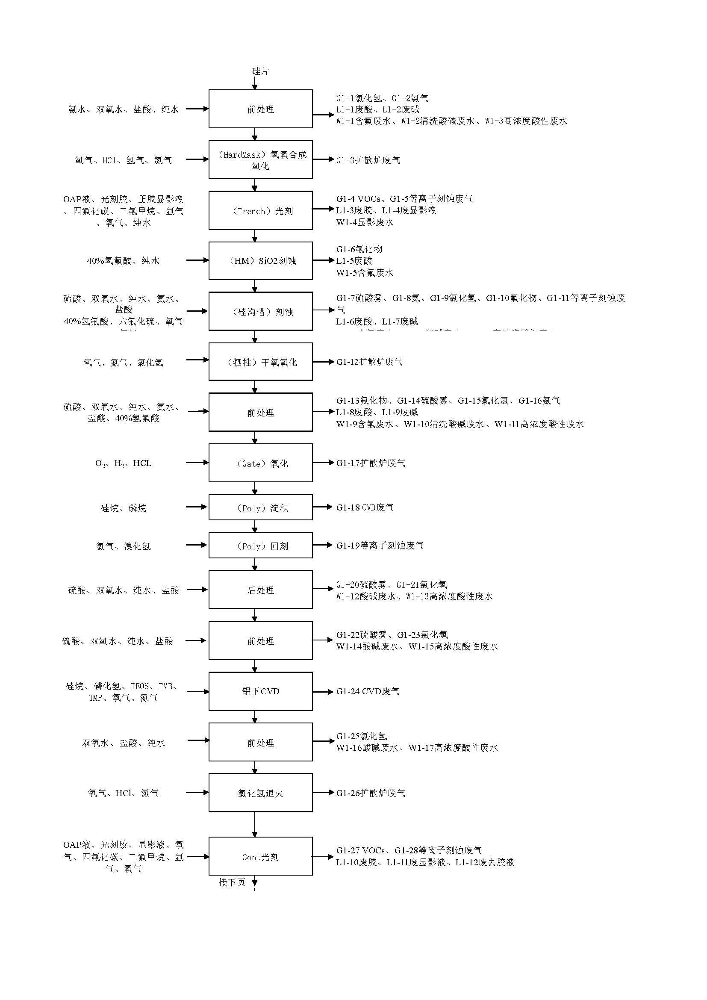 硅片
氨水、双氧水、盐酸、纯水
前处理
G1-1氯化氢、G1-2氨气
L1-1废酸、L1-2废碱
W1-1含氟废水、W1-2清洗酸碱废水、W1-3高浓度酸性废水
氧气、HCl、氢气、氮气
（HardMask）氢氧合成
氧化
G1-3扩散炉废气
OAP液、光刻胶、正胶显影液
、四氟化碳、三氟甲烷、氩气
、氧气、纯水
（Trench）光刻
G1-4 VOCs、G1-5等离子刻蚀废气
L1-3废胶、L1-4废显影液
W1-4显影废水
40%氢氟酸、纯水
（HM）SiO2刻蚀
G1-6氟化物
L1-5废酸
W1-5含氟废水
硫酸、双氧水、纯水、氨水、
盐酸
40%氢氟酸、六氟化硫、氧气
（硅沟槽）刻蚀
G1-7硫酸雾、G1-8氨、G1-9氯化氢、G1-10氟化物、G1-11等离子刻蚀废
气
L1-6废酸、L1-7废碱
氧气、氮气、氯化氢
（牺牲）干氧氧化
G1-12扩散炉废气
硫酸、双氧水、纯水、氨水、
盐酸、40%氢氟酸
前处理
G1-13氟化物、G1-14硫酸雾、G1-15氯化氢、G1-16氨气
L1-8废酸、L1-9废碱
W1-9含氟废水、W1-10清洗酸碱废水、W1-11高浓度酸性废水
O₂、H₂、HCL
（Gate）氧化
G1-17扩散炉废气
硅烷、磷烷
（Poly）淀积
G1-18 CVD废气
氯气、溴化氢
（Poly）回刻
G1-19等离子刻蚀废气
硫酸、双氧水、纯水、盐酸
后处理
G1-20硫酸雾、G1-21氯化氢
W1-12酸碱废水、W1-13高浓度酸性废水
硫酸、双氧水、纯水、盐酸
前处理
G1-22硫酸雾、G1-23氯化氢
W1-14酸碱废水、W1-15高浓度酸性废水
硅烷、磷化氢、TEOS、TMB、
TMP、氧气、氮气
铝下CVD
G1-24 CVD废气
双氧水、盐酸、纯水
前处理
G1-25氯化氢
W1-16酸碱废水、W1-17高浓度酸性废水
氧气、HCl、氮气
氯化氢退火
G1-26扩散炉废气
OAP液、光刻胶、显影液、氧
气、四氟化碳、三氟甲烷、氩
气、氧气
Cont光刻
G1-27 VOCs、G1-28等离子刻蚀废气
L1-10废胶、L1-11废显影液、L1-12废去胶液
接下页